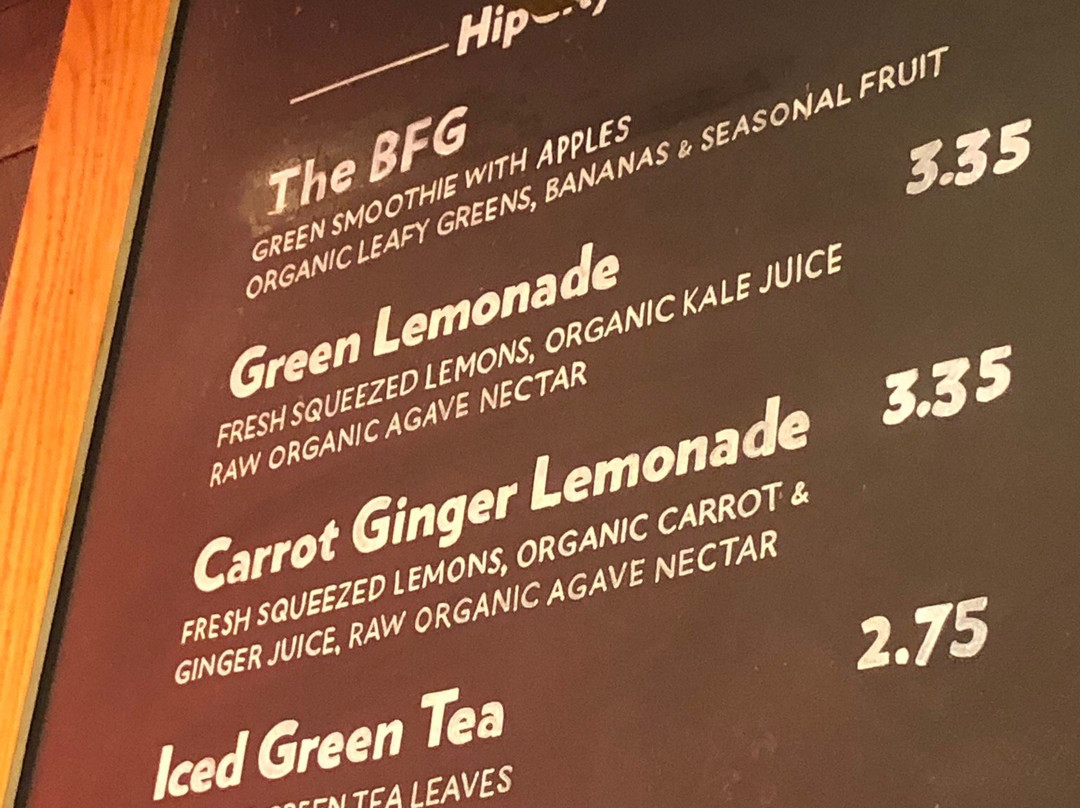 The BFG
GREEN SMOOTHIE WITH APPLES
ORGANIC LEAFY GREENS, BANANAS & SEASONAL FRUIT
Green Lemonade 3.35
FRESH SQUEEZED LEMONS, ORGANIC KALE JUICE
RAW ORGANIC AGAVE NECTAR
Carrot Ginger Lemonade 3.35
FRESH SQUEEZED LEMONS, ORGANIC CARROT &
GINGER JUICE, RAW ORGANIC AGAVE NECTAR
Iced Green Tea 2.75
GREEN TEA LEAVES